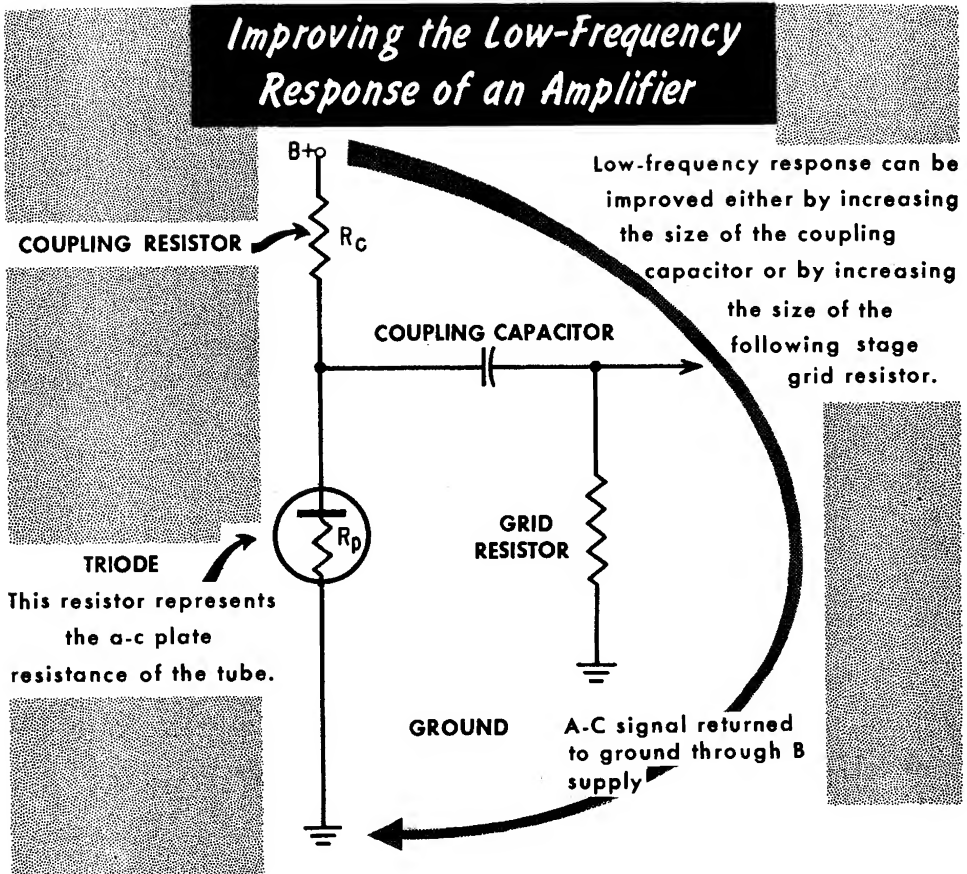 Improving the Low-Frequency
Response of an Amplifier
B+
Low-frequency response can be
improved either by increasing
the size of the coupling
capacitor or by increasing
the size of the
following stage
grid resistor.
COUPLING RESISTOR
Rc
COUPLING CAPACITOR
GRID
RESISTOR
Rp
TRIODE
This resistor represents
the a-c plate
resistance of the tube.
GROUND
A-C signal returned
to ground through B
supply